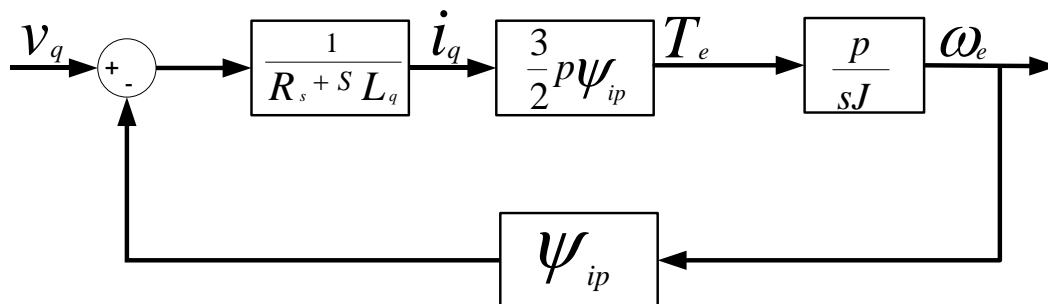 v_q
+
-
1
R_s + S L_q
i_q
3
2
pψ_ip
T_e
p
sJ
ω_e
ψ_ip